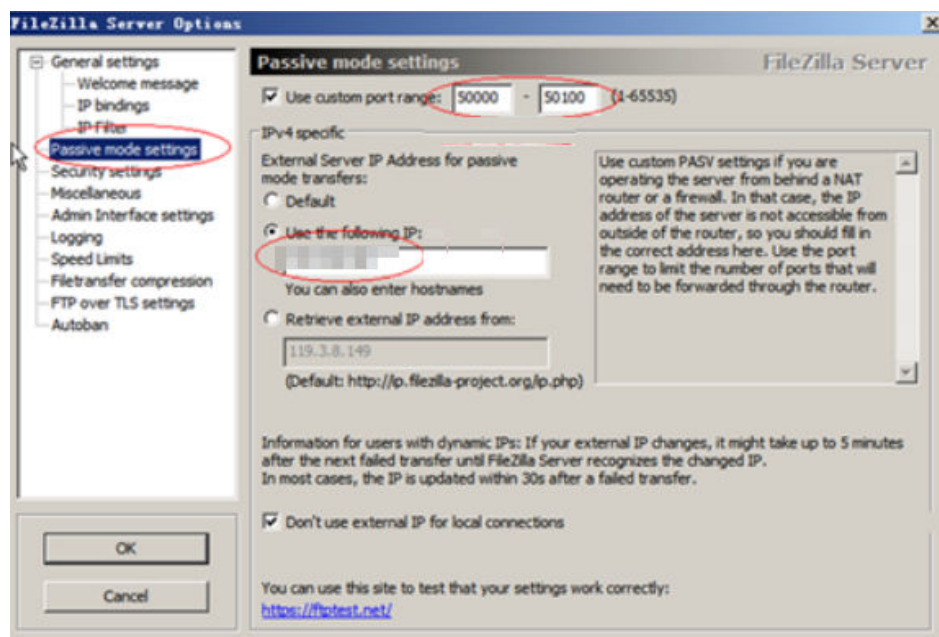 FileZilla Server Options
General settings
Welcome message
IP bindings
IP Filter
Passive mode settings
Security settings
Miscellaneous
Admin Interface settings
Logging
Speed Limits
Filetransfer compression
FTP over TLS settings
Autoban
OK
Cancel
Passive mode settings
FileZilla Server
Use custom port range: 50000 - 50100 (1-65535)
IPv4 specific
External Server IP Address for passive
mode transfers:
Default
Use the following IP:
You can also enter hostnames
Retrieve external IP address from:
119.3.8.149
(Default: http://ip.filezilla-project.org/ip.php)
Use custom PASV settings if you are
operating the server from behind a NAT
router or a firewall. In that case, the IP
address of the server is not accessible from
outside of the router, so you should fill in
the correct address here. Use the port
range to limit the number of ports that will
need to be forwarded through the router.
Information for users with dynamic IPs: If your external IP changes, it might take up to 5 minutes
after the next failed transfer until FileZilla Server recognizes the changed IP.
In most cases, the IP is updated within 30s after a failed transfer.
Don't use external IP for local connections
You can use this site to test that your settings work correctly:
https://ftptest.net/